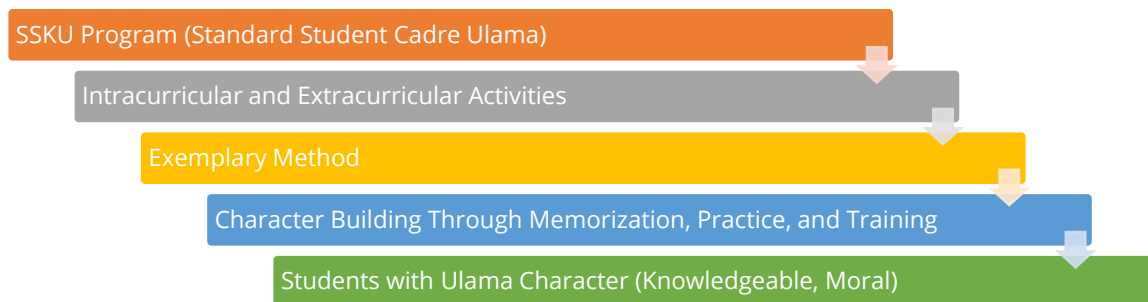 SSKU Program (Standard Student Cadre Ulama)
Intracurricular and Extracurricular Activities
Exemplary Method
Character Building Through Memorization, Practice, and Training
Students with Ulama Character (Knowledgeable, Moral)